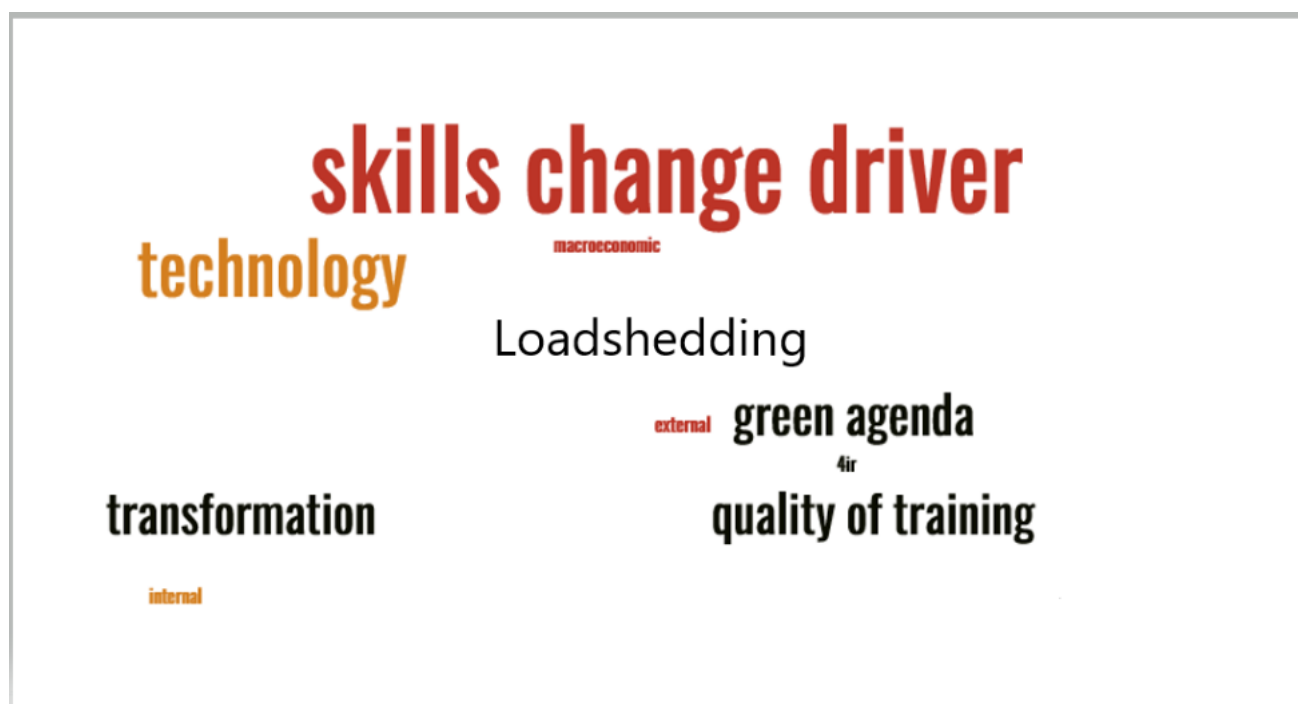 skills change driver
technology
macroeconomic
Loadshedding
external
green agenda
4ir
transformation
quality of training
internal